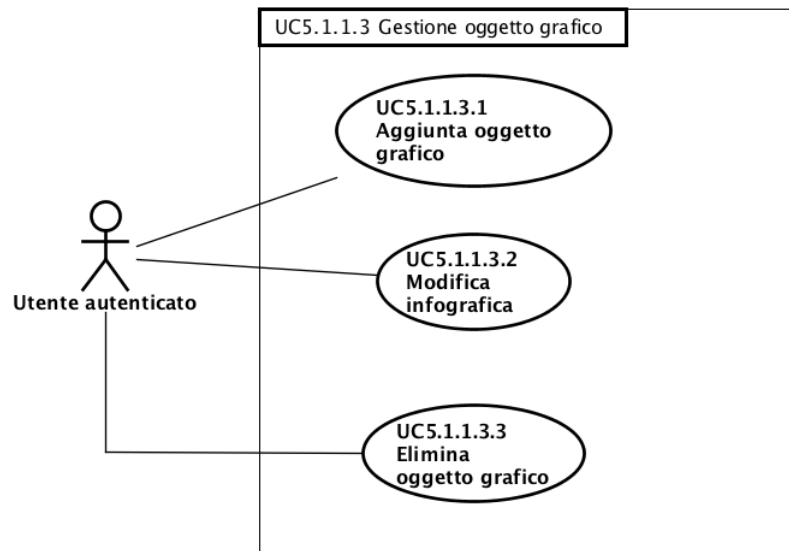 UC5.1.1.3 Gestione oggetto grafico
UC5.1.1.3.1
Aggiunta oggetto
grafico
UC5.1.1.3.2
Modifica
infografica
Utente autenticato
UC5.1.1.3.3
Elimina
oggetto grafico